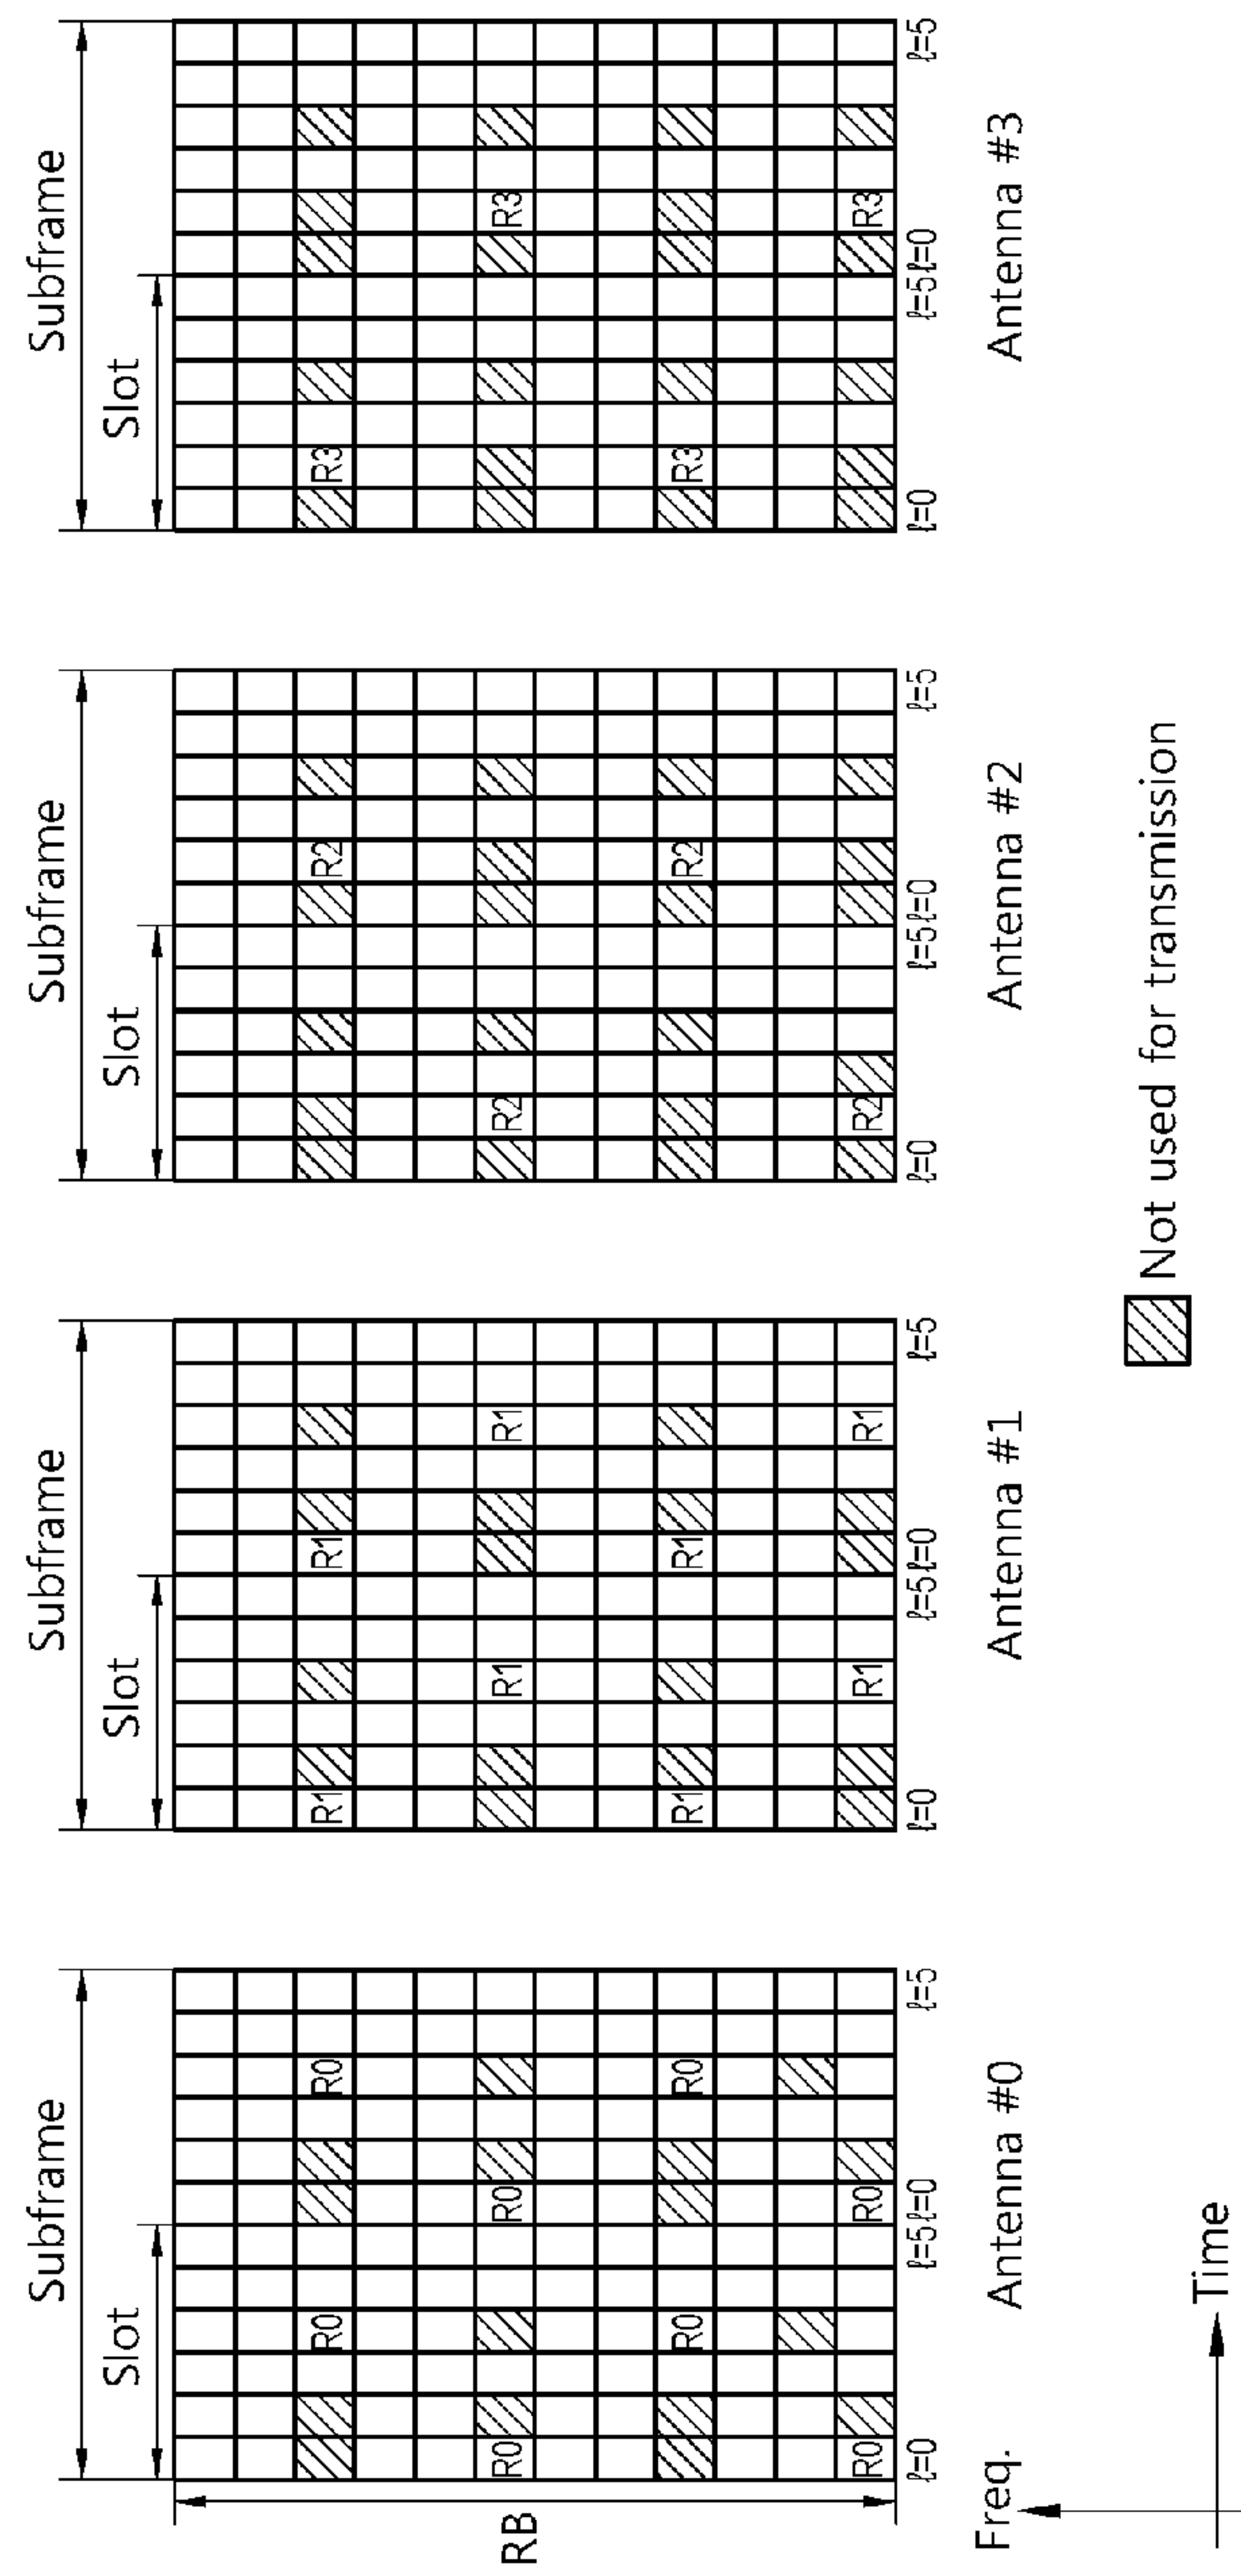 Subframe Subframe Subframe Subframe
Slot Slot Slot Slot
R0 R0 R1 R1 R2 R3
RB R0 R0 R1 R1 R2 R3
R0 R0 R1 R1 R2 R3
R0 R0 R1 R1 R2 R3
ℓ=0 ℓ=5 ℓ=0 ℓ=5 ℓ=0 ℓ=5 ℓ=0 ℓ=5 ℓ=0 ℓ=5 ℓ=0 ℓ=5 ℓ=0 ℓ=5 ℓ=0 ℓ=5
Freq. Antenna #0 Antenna #1 Antenna #2 Antenna #3
Not used for transmission
Time